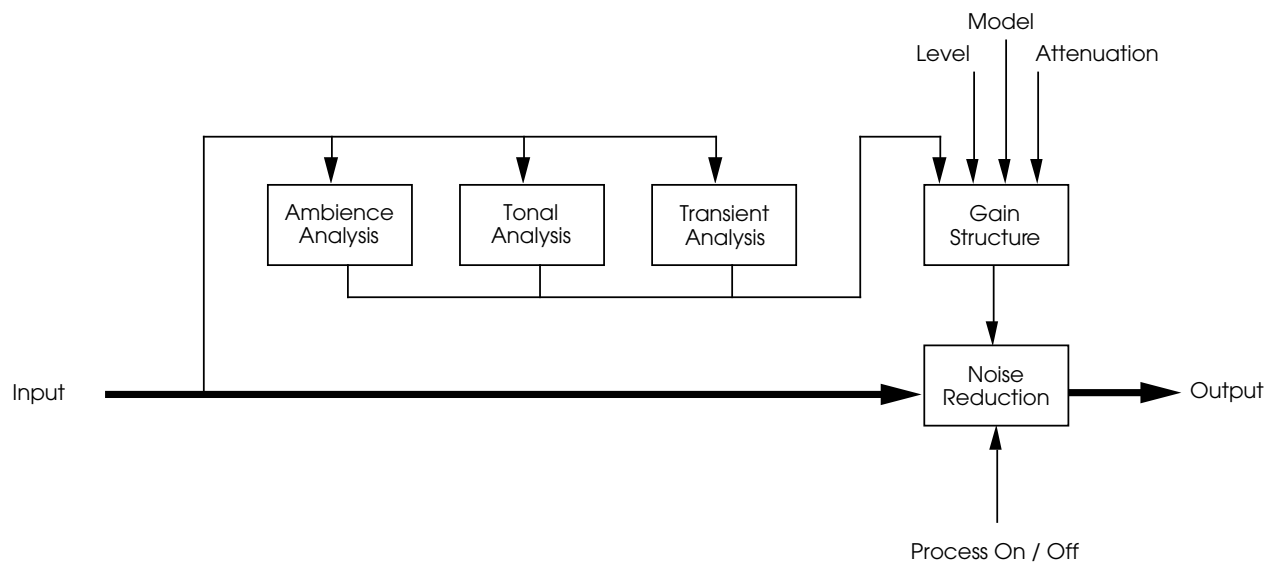 Model
Level
Attenuation
Ambience
Analysis
Tonal
Analysis
Transient
Analysis
Gain
Structure
Input
Noise
Reduction
Output
Process On / Off